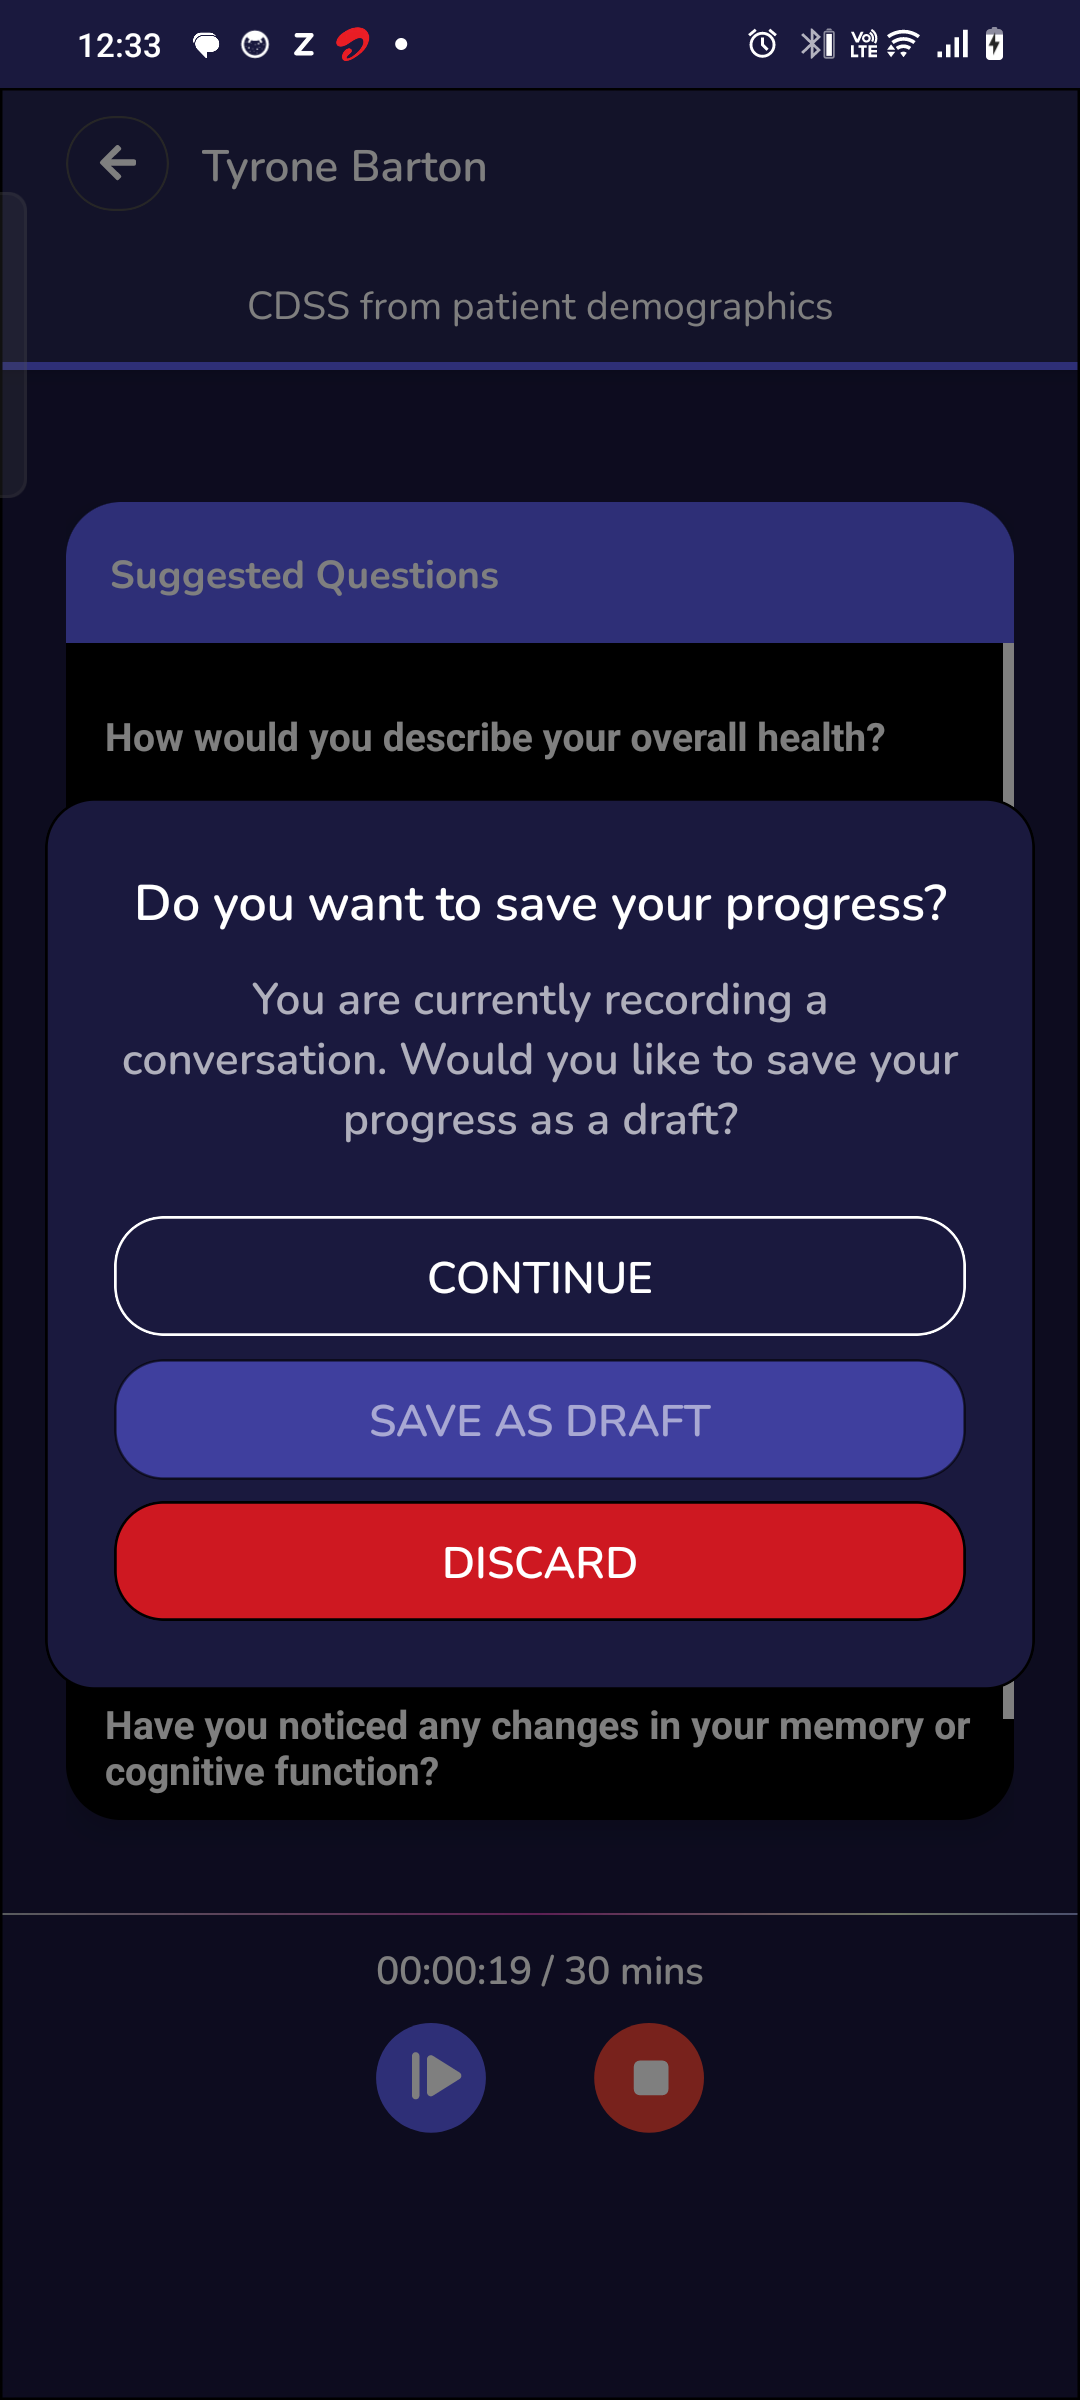 12:33
Z
Vo)) LTE
Tyrone Barton
CDSS from patient demographics
Suggested Questions
How would you describe your overall health?
Do you want to save your progress?
You are currently recording a
conversation. Would you like to save your
progress as a draft?
CONTINUE
SAVE AS DRAFT
DISCARD
Have you noticed any changes in your memory or
cognitive function?
00:00:19 / 30 mins